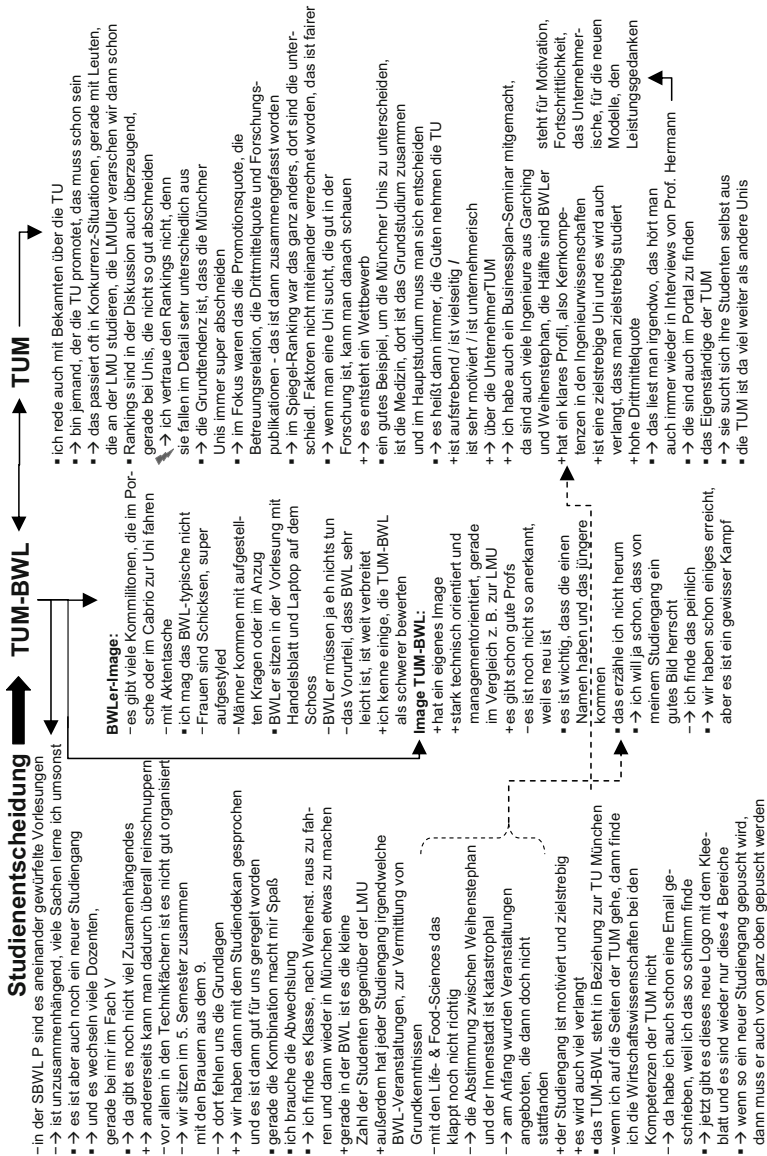 Studienentscheidung
TUM-BWL
TUM
– in der SBWL P sind es aneinander gewürfelte Vorlesungen
– → ist unzusammenhängend, viele Sachen lerne ich umsonst
▪ → es ist aber auch noch ein neuer Studiengang
▪ → und es wechseln viele Dozenten,
gerade bei mir im Fach V
▪ → da gibt es noch nicht viel Zusammenhängendes
+ → andererseits kann man dadurch überall reinschnuppern
– vor allem in den Technikfächern ist es nicht gut organisiert
– → wir sitzen im 5. Semester zusammen
mit den Brauern aus dem 9.
– → dort fehlen uns die Grundlagen
+ → wir haben dann mit dem Studiendekan gesprochen
und es ist dann gut für uns geregelt worden
▪ gerade die Kombination macht mir Spaß
▪ ich brauche die Abwechslung
▪ → ich finde es Klasse, nach Weihenst. raus zu fah-
ren und dann wieder in München etwas zu machen
+ gerade in der BWL ist es die kleine
Zahl der Studenten gegenüber der LMU
+ außerdem hat jeder Studiengang irgendwelche
BWL-Veranstaltungen, zur Vermittlung von
Grundkenntnissen
– mit den Life- & Food-Sciences das
klappt noch nicht richtig
– → die Abstimmung zwischen Weihenstephan
und der Innenstadt ist katastrophal
– → am Anfang wurden Veranstaltungen
angeboten, die dann doch nicht
stattfanden
+ der Studiengang ist motiviert und zielstrebig
+ es wird auch viel verlangt
▪ das TUM-BWL steht in Beziehung zur TU München
– wenn ich auf die Seiten der TUM gehe, dann finde
ich die Wirtschaftswissenschaften bei den
Kompetenzen der TUM nicht
– → da habe ich auch schon eine Email ge-
schrieben, weil ich das so schlimm finde
▪ → jetzt gibt es dieses neue Logo mit dem Klee-
blatt und es sind wieder nur diese 4 Bereiche
▪ → wenn so ein neuer Studiengang gepuscht wird,
dann muss er auch von ganz oben gepuscht werden
BWLer-Image:
– es gibt viele Kommilitonen, die im Por-
sche oder im Cabrio zur Uni fahren
– mit Aktentasche
▪ ich mag das BWL-typische nicht
– Frauen sind Schicksen, super
aufgestyled
– Männer kommen mit aufgestell-
ten Kragen oder im Anzug
▪ BWLer sitzen in der Vorlesung mit
Handelsblatt und Laptop auf dem
Schoss
– BWLer müssen ja eh nichts tun
– das Vorurteil, dass BWL sehr
leicht ist, ist weit verbreitet
+ ich kenne einige, die TUM-BWL
als schwerer bewerten
Image TUM-BWL:
+ hat ein eigenes Image
+ stark technisch orientiert und
managementorientiert, gerade
im Vergleich z. B. zur LMU
+ es gibt schon gute Profs
– es ist noch nicht so anerkannt,
weil es neu ist
▪ es ist wichtig, dass die einen
Namen haben und das jüngere
kommen
▪ das erzähle ich nicht herum
▪ → ich will ja schon, dass von
meinem Studiengang ein
gutes Bild herrscht
– → ich finde das peinlich
▪ → wir haben schon einiges erreicht,
aber es ist ein gewisser Kampf
▪ ich rede auch mit Bekannten über die TU
▪ → bin jemand, der die TU promotet, das muss schon sein
▪ → das passiert oft in Konkurrenz-Situationen, gerade mit Leuten,
die an der LMU studieren, die LMUler verarschen wir dann schon
▪ Rankings sind in der Diskussion auch überzeugend,
gerade bei Unis, die nicht so gut abschneiden
→ ich vertraue den Rankings nicht, denn
sie fallen im Detail sehr unterschiedlich aus
▪ → die Grundtendenz ist, dass die Münchner
Unis immer super abschneiden
▪ → im Fokus waren das die Promotionsquote, die
Betreuungsrelation, die Drittmittelquote und Forschungs-
publikationen - das ist dann zusammengefasst worden
▪ → im Spiegel-Ranking war das ganz anders, dort sind die unter-
schiedl. Faktoren nicht miteinander verrechnet worden, das ist fairer
▪ → wenn man eine Uni sucht, die gut in der
Forschung ist, kann man danach schauen
+ → es entsteht ein Wettbewerb
▪ ein gutes Beispiel, um die Münchner Unis zu unterscheiden,
ist die Medizin, dort ist das Grundstudium zusammen
und im Hauptstudium muss man sich entscheiden
▪ → es heißt dann immer, die Guten nehmen die TU
+ ist aufstrebend / ist vielseitig /
ist sehr motiviert / ist unternehmerisch
+ → über die UnternehmerTUM
+ → ich habe auch ein Businessplan-Seminar mitgemacht,
da sind auch viele Ingenieure aus Garching
und Weihenstephan, die Hälfte sind BWLer
+ hat ein klares Profil, also Kernkompe-
tenzen in den Ingenieurwissenschaften
+ ist eine zielstrebige Uni und es wird auch
verlangt, dass man zielstrebig studiert
+ hohe Drittmittelquote
▪ → das liest man irgendwo, das hört man
auch immer wieder in Interviews von Prof. Hermann
▪ → die sind auch im Portal zu finden
▪ das Eigenständige der TUM
▪ → sie sucht sich ihre Studenten selbst aus
▪ die TUM ist da viel weiter als andere Unis
steht für Motivation,
Fortschrittlichkeit,
das Unternehmer-
ische, für die neuen
Modelle, den
Leistungsgedanken